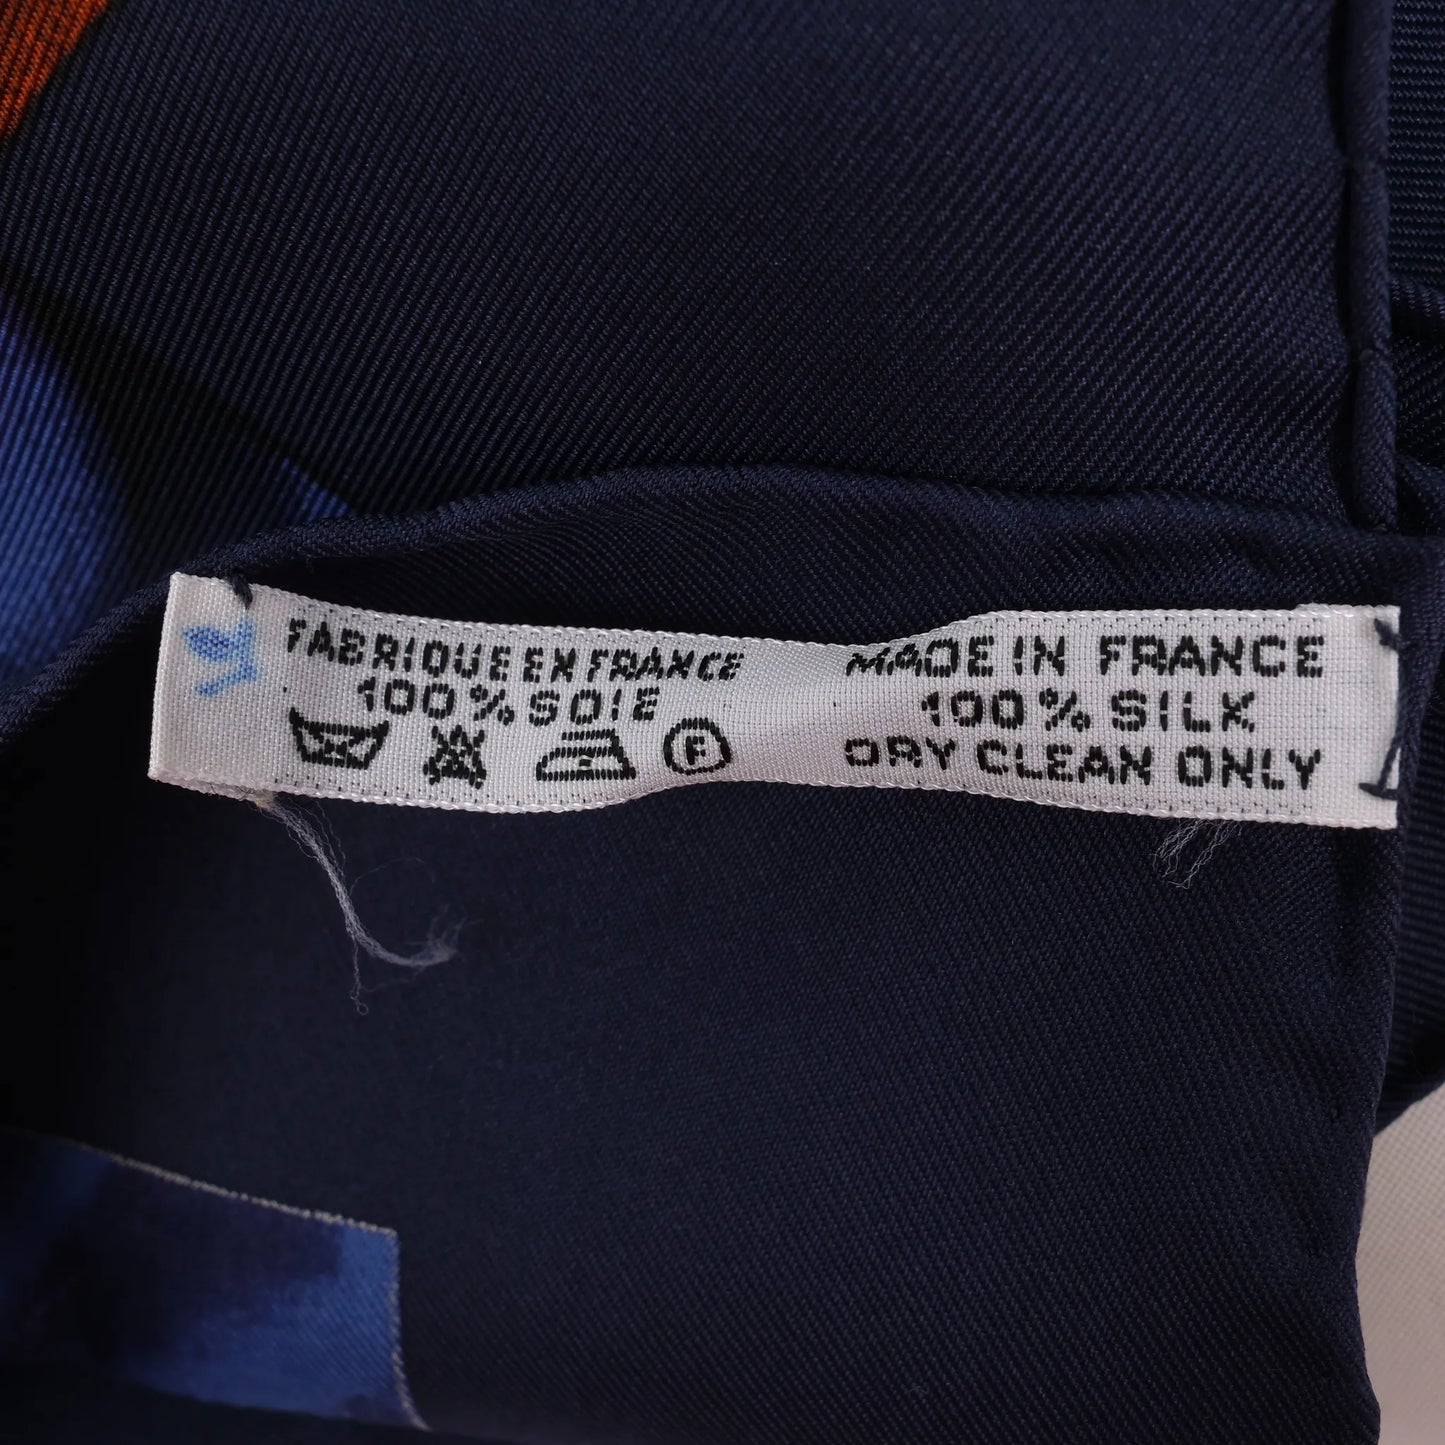 FABRIQUE EN FRANCE
100% SOIE
F
MADE IN FRANCE
100% SILK
DRY CLEAN ONLY